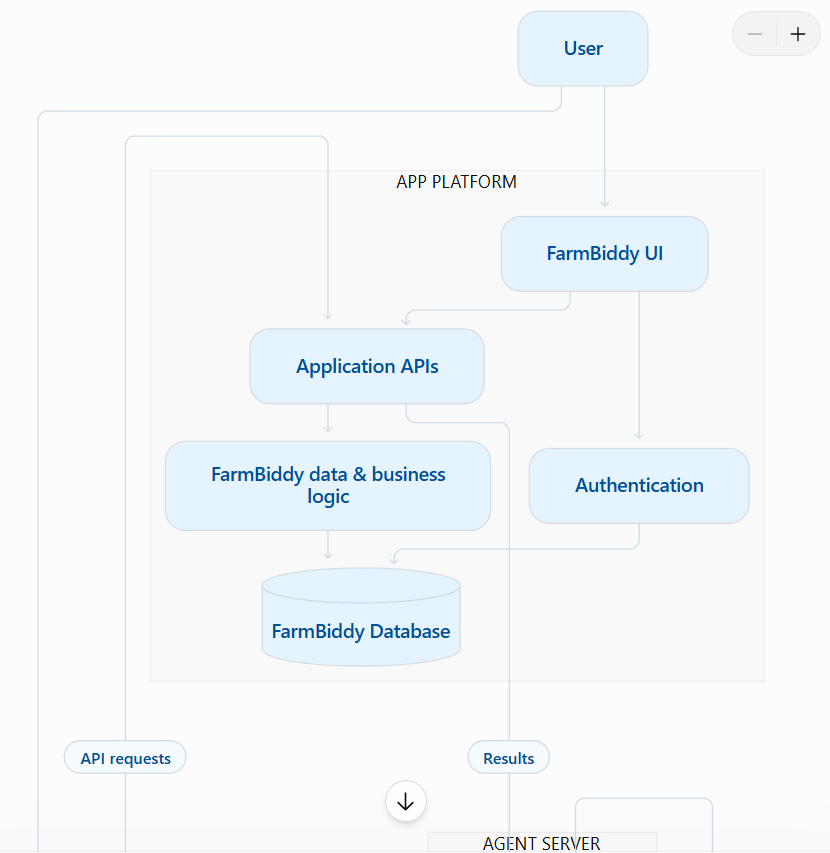 User
APP PLATFORM
FarmBiddy UI
Application APIs
FarmBiddy data & business
logic
Authentication
FarmBiddy Database
API requests
Results
AGENT SERVER